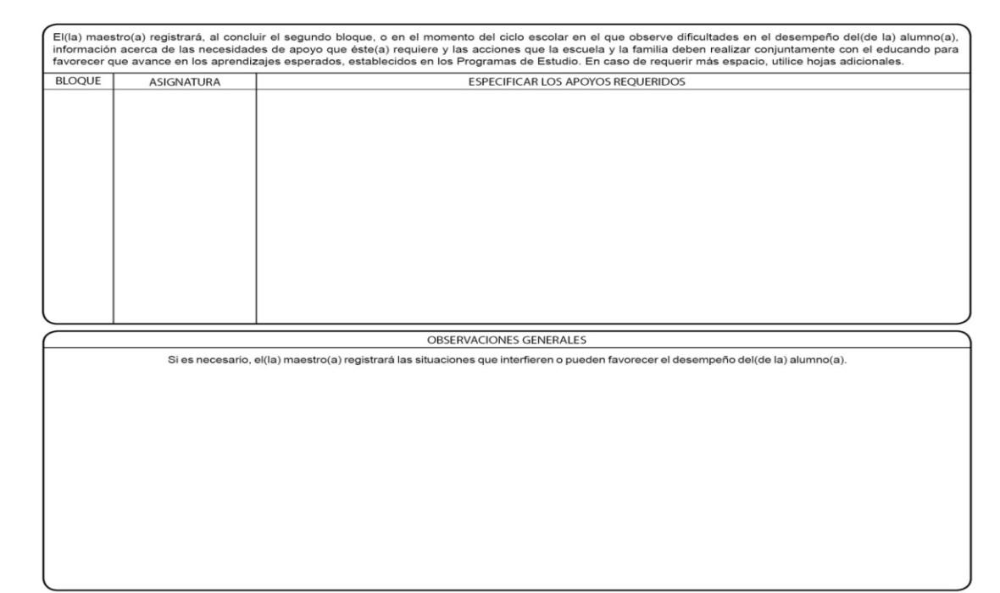 El(la) maestro(a) registrará, al concluir el segundo bloque, o en el momento del ciclo escolar en el que observe dificultades en el desempeño del(de la) alumno(a),
información acerca de las necesidades de apoyo que éste(a) requiere y las acciones que la escuela y la familia deben realizar conjuntamente con el educando para
favorecer que avance en los aprendizajes esperados, establecidos en los Programas de Estudio. En caso de requerir más espacio, utilice hojas adicionales.
BLOQUE ASIGNATURA ESPECIFICAR LOS APOYOS REQUERIDOS
OBSERVACIONES GENERALES
Si es necesario, el(la) maestro(a) registrará las situaciones que interfieren o pueden favorecer el desempeño del(de la) alumno(a).